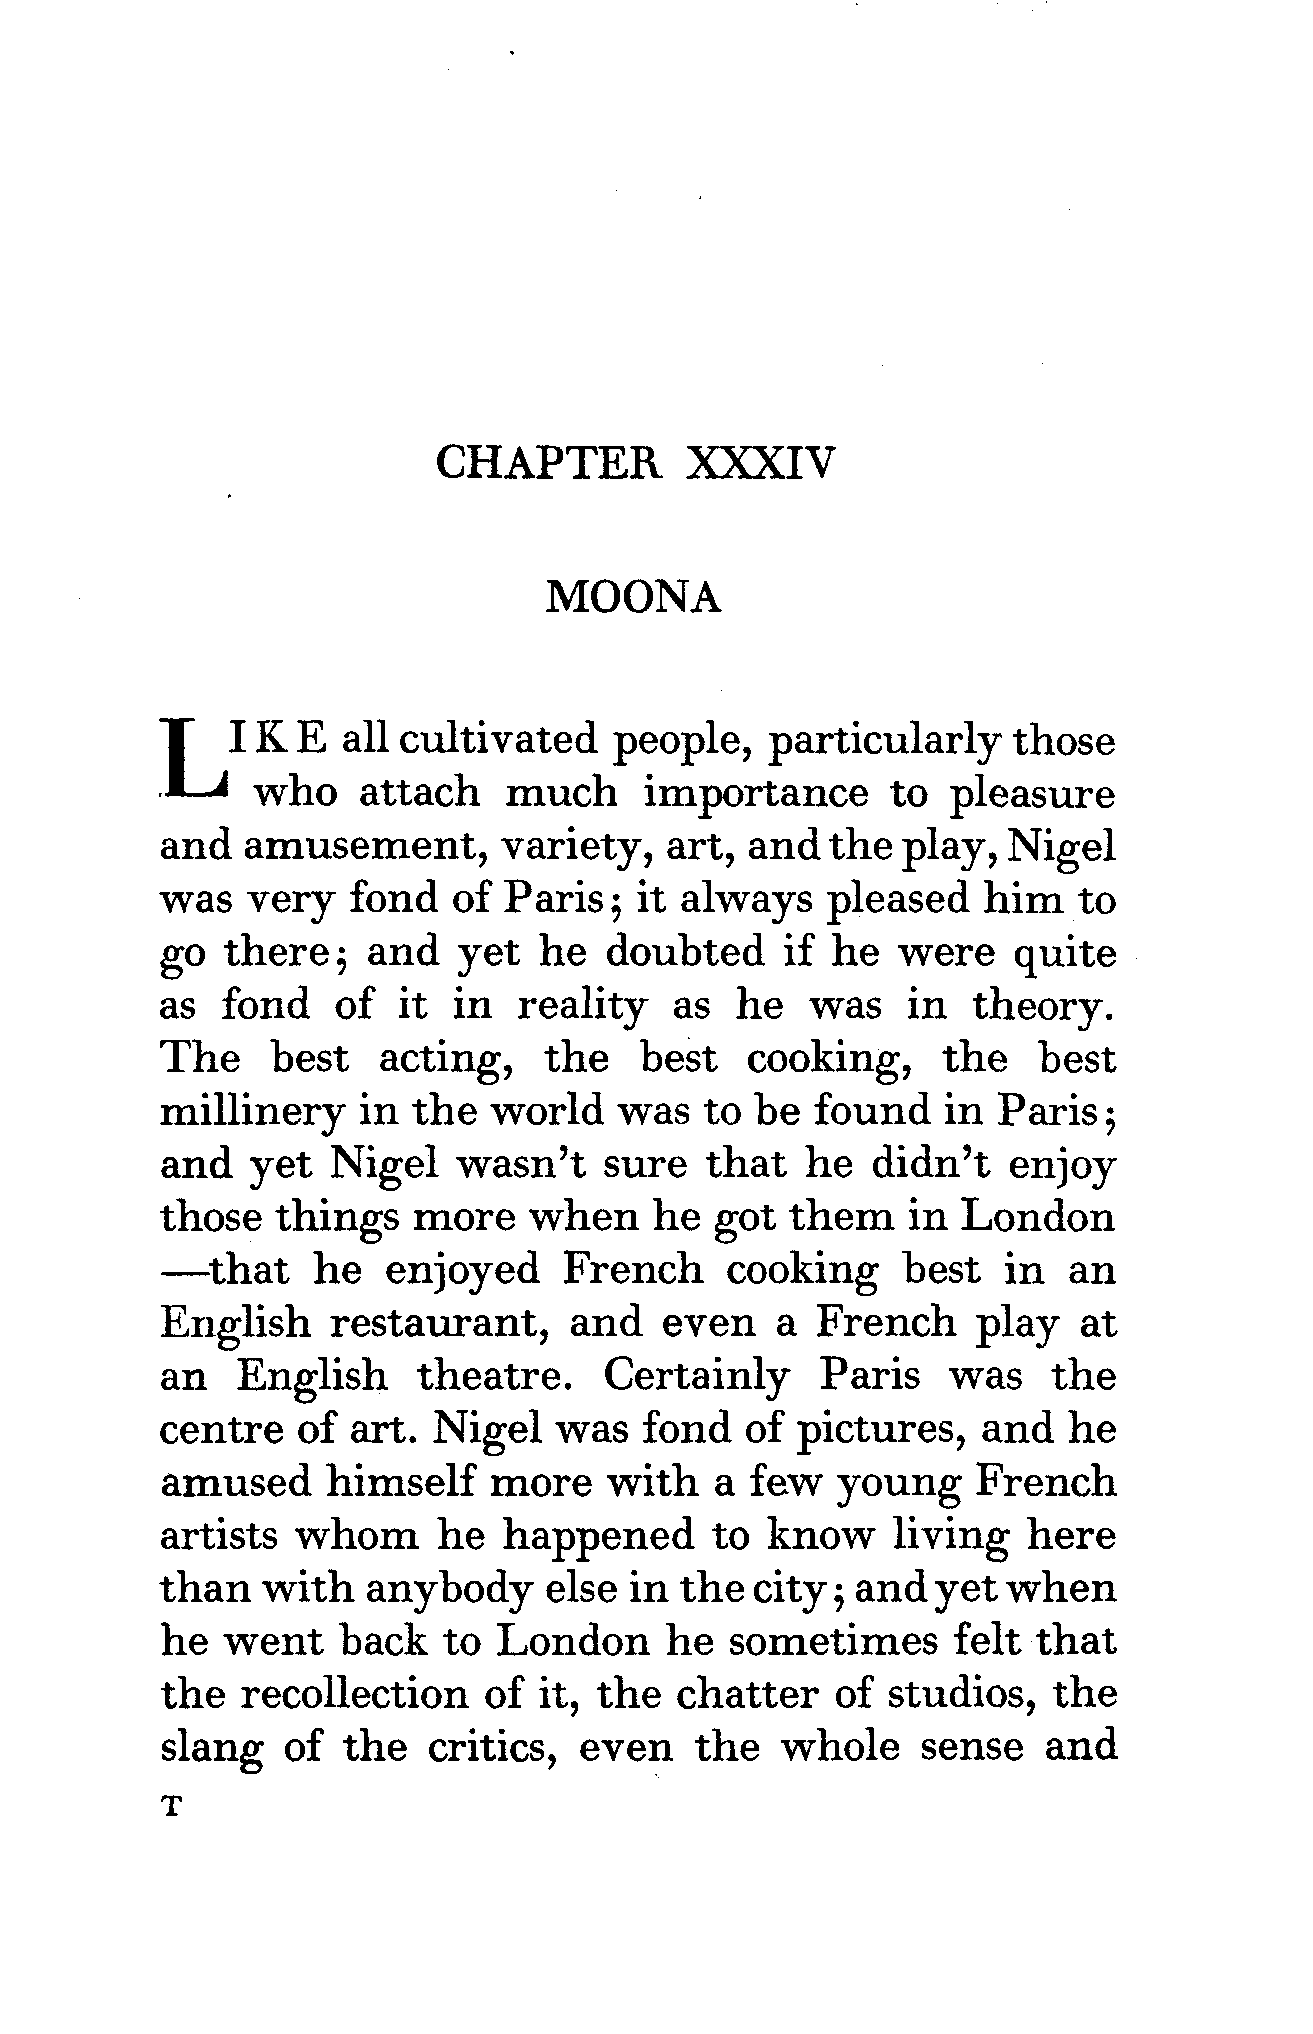 CHAPTER XXXIV
MOONA
LIKE all cultivated people, particularly those
who attach much importance to pleasure
and amusement, variety, art, and the play, Nigel
was very fond of Paris; it always pleased him to
go there; and yet he doubted if he were quite
as fond of it in reality as he was in theory.
The best acting, the best cooking, the best
millinery in the world was to be found in Paris;
and yet Nigel wasn't sure that he didn't enjoy
those things more when he got them in London
—that he enjoyed French cooking best in an
English restaurant, and even a French play at
an English theatre. Certainly Paris was the
centre of art. Nigel was fond of pictures, and he
amused himself more with a few young French
artists whom he happened to know living here
than with anybody else in the city; and yet when
he went back to London he sometimes felt that
the recollection of it, the chatter of studios, the
slang of the critics, even the whole sense and
T